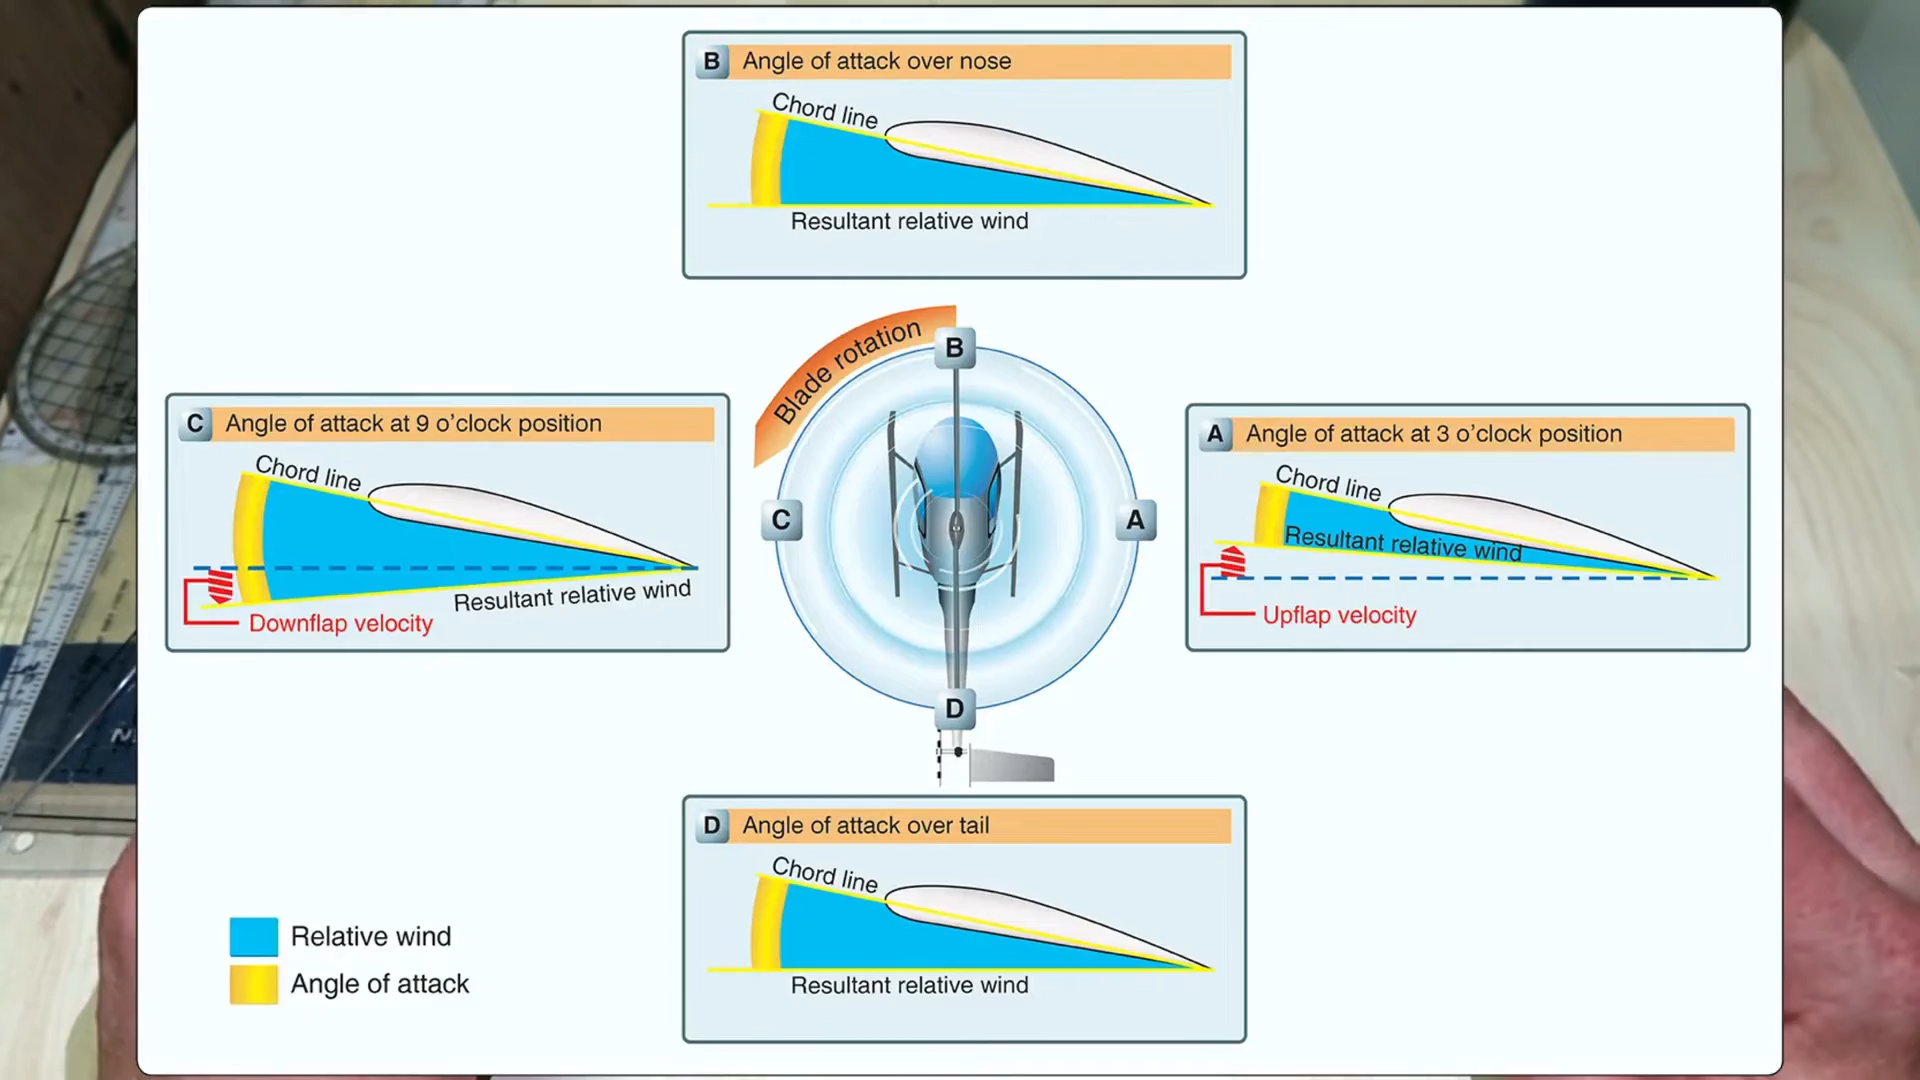 B Angle of attack over nose
Chord line
Resultant relative wind
Blade rotation
B
C Angle of attack at 9 o'clock position
Chord line
Resultant relative wind
Downflap velocity
C
A
A Angle of attack at 3 o'clock position
Chord line
Resultant relative wind
Upflap velocity
D
D Angle of attack over tail
Chord line
Resultant relative wind
Relative wind
Angle of attack